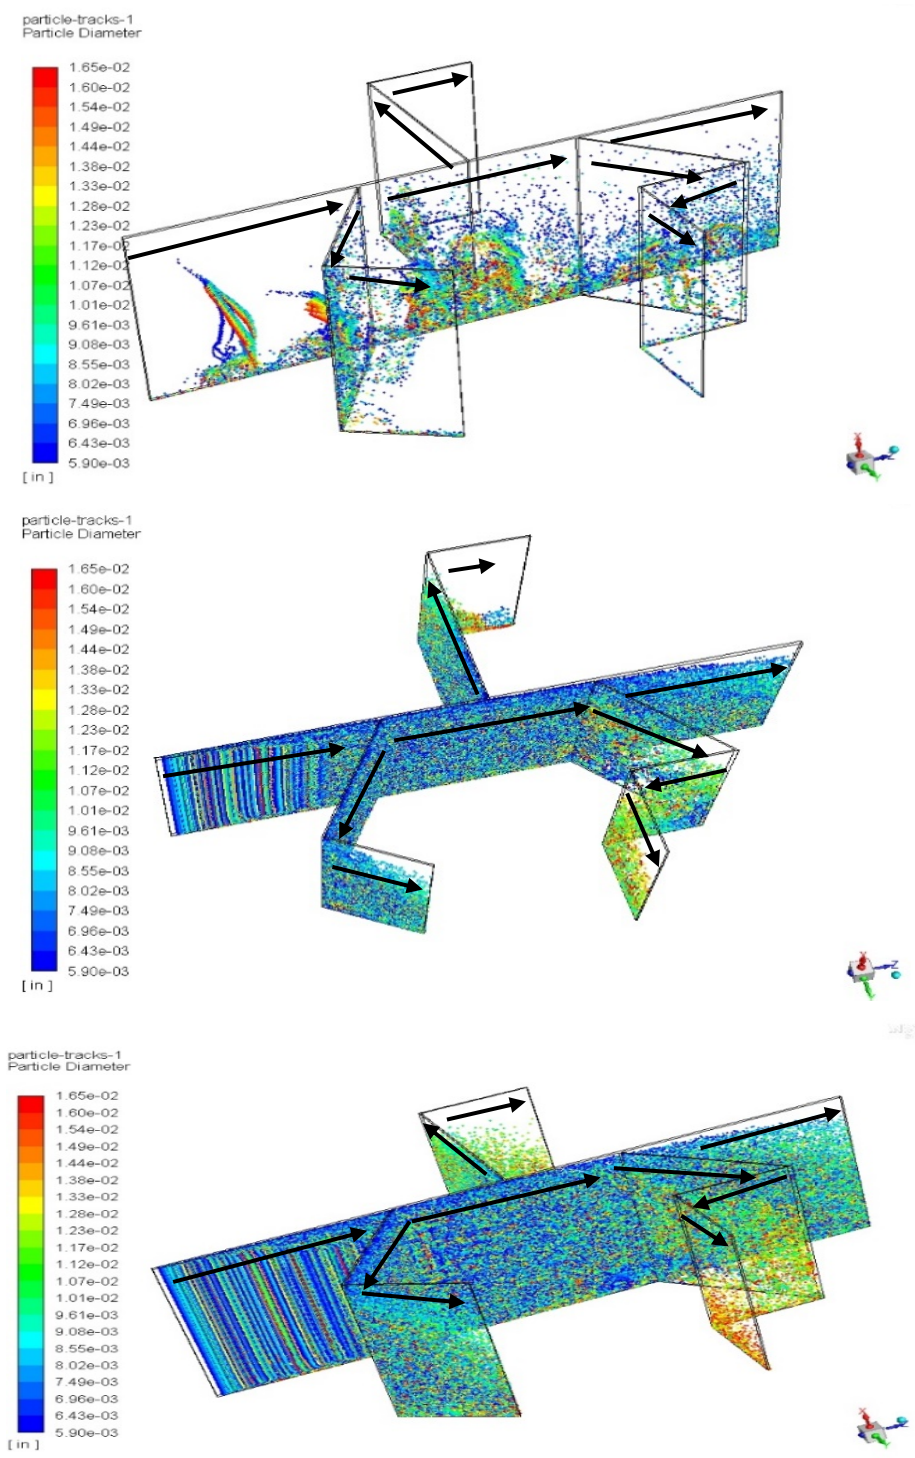 particle-tracks-1
Particle Diameter
1.65e-02
1.60e-02
1.54e-02
1.49e-02
1.44e-02
1.38e-02
1.33e-02
1.28e-02
1.23e-02
1.17e-02
1.12e-02
1.07e-02
1.01e-02
9.61e-03
9.08e-03
8.55e-03
8.02e-03
7.49e-03
6.96e-03
6.43e-03
5.90e-03
[ in ]
X
Z
Y
particle-tracks-1
Particle Diameter
1.65e-02
1.60e-02
1.54e-02
1.49e-02
1.44e-02
1.38e-02
1.33e-02
1.28e-02
1.23e-02
1.17e-02
1.12e-02
1.07e-02
1.01e-02
9.61e-03
9.08e-03
8.55e-03
8.02e-03
7.49e-03
6.96e-03
6.43e-03
5.90e-03
[ in ]
X
Z
Y
particle-tracks-1
Particle Diameter
1.65e-02
1.60e-02
1.54e-02
1.49e-02
1.44e-02
1.38e-02
1.33e-02
1.28e-02
1.23e-02
1.17e-02
1.12e-02
1.07e-02
1.01e-02
9.61e-03
9.08e-03
8.55e-03
8.02e-03
7.49e-03
6.96e-03
6.43e-03
5.90e-03
[ in ]
X
Z
Y